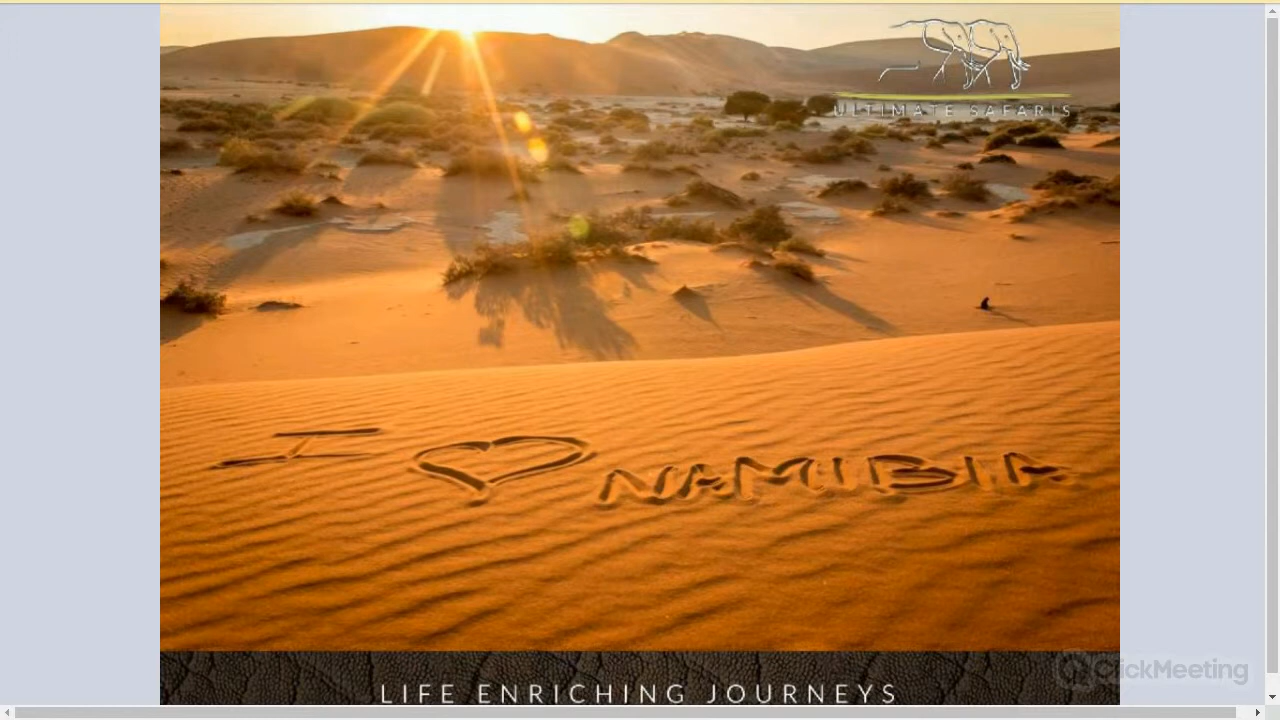 ULTIMATE SAFARIS
I ♥ NAMIBIA
LIFE ENRICHING JOURNEYS
ClickMeeting